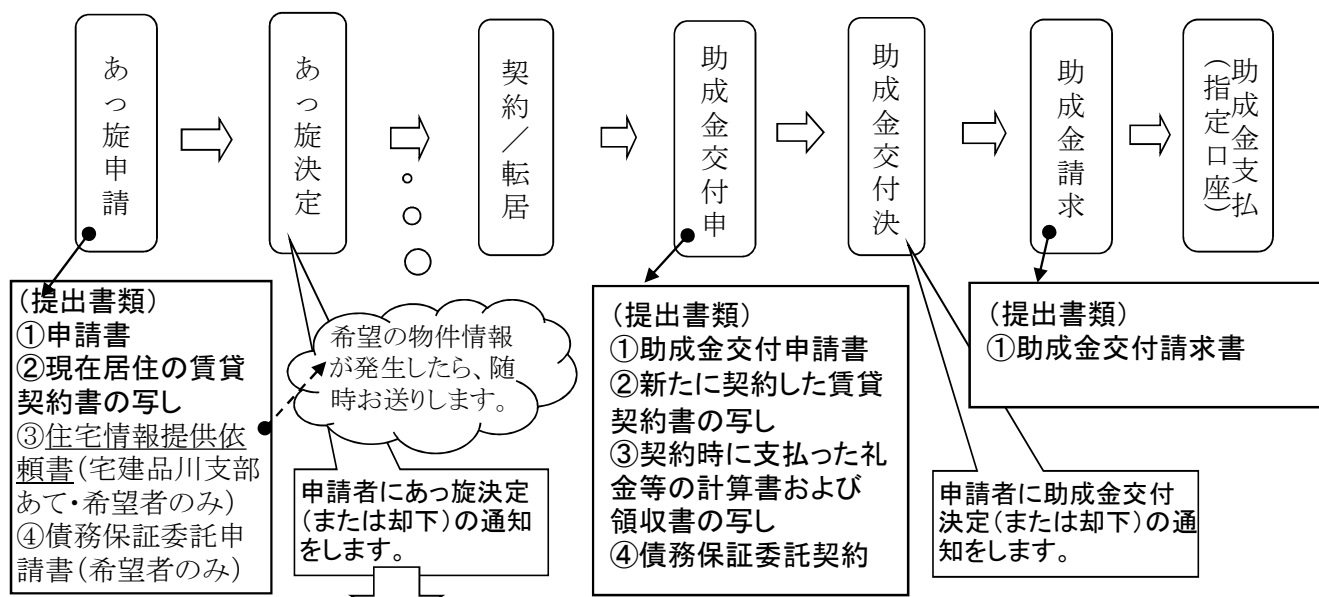 あっ旋申請
あっ旋決定
契約/転居
助成金交付申
助成金交付決
助成金請求
助成金支払
(指定口座)
(提出書類)
①申請書
②現在居住の賃貸
契約書の写し
③住宅情報提供依
頼書(宅建品川支部
あて・希望者のみ)
④債務保証委託申
請書(希望者のみ)
希望の物件情報
が発生したら、随
時お送りします。
申請者にあっ旋決定
(または却下)の通知
をします。
(提出書類)
①助成金交付申請書
②新たに契約した賃貸
契約書の写し
③契約時に支払った礼
金等の計算書および
領収書の写し
④債務保証委託契約
申請者に助成金交付
決定(または却下)の通
知をします。
(提出書類)
①助成金交付請求書